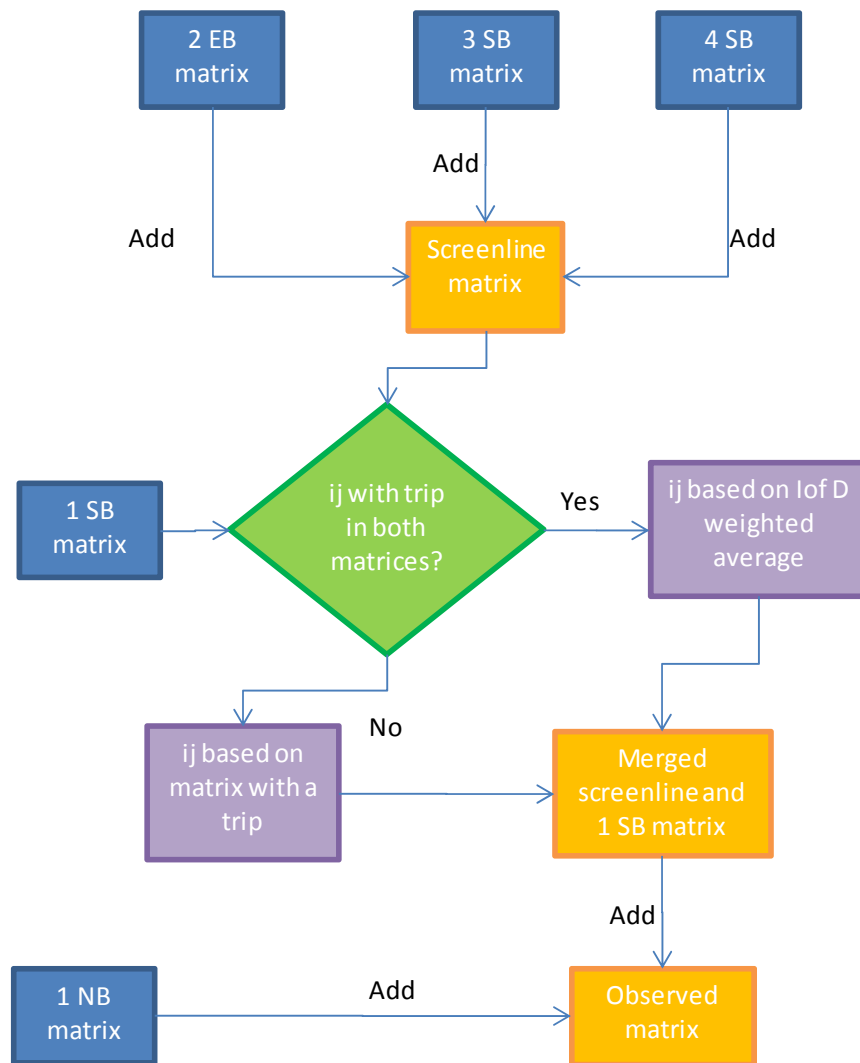 2 EB
matrix
3 SB
matrix
4 SB
matrix
Add
Add
Add
Screenline
matrix
1 SB
matrix
ij with trip
in both
matrices?
Yes
ij based on Iof D
weighted
average
No
ij based on
matrix with a
trip
Merged
screenline and
1 SB matrix
Add
1 NB
matrix
Add
Observed
matrix